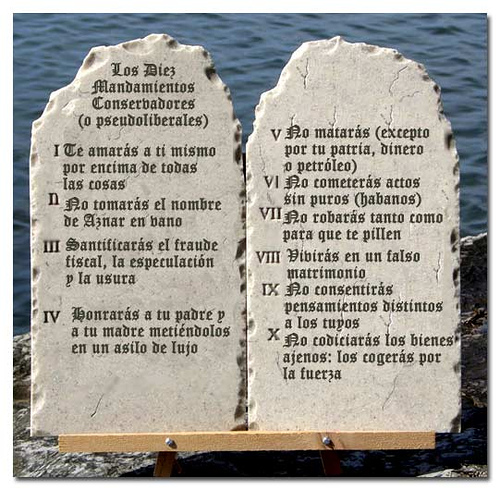 Los Diez
Mandamientos
Conservadores
(o pseudoliberales)
I Te amarás a ti mismo
por encima de todas
las cosas
II No tomarás el nombre
de Aznar en vano
III Santificarás el fraude
fiscal, la especulación
y la usura
IV Honrarás a tu padre y
a tu madre metiéndolos
en un asilo de lujo
V No matarás (excepto
por tu patria, dinero
o petróleo)
VI No cometerás actos
sin puros (habanos)
VII No robarás tanto como
para que te pillen
VIII Vibirás en un falso
matrimonio
IX No consentirás
pensamientos distintos
a los tuyos
X No codiciarás los bienes
ajenos: los cogerás por
la fuerza